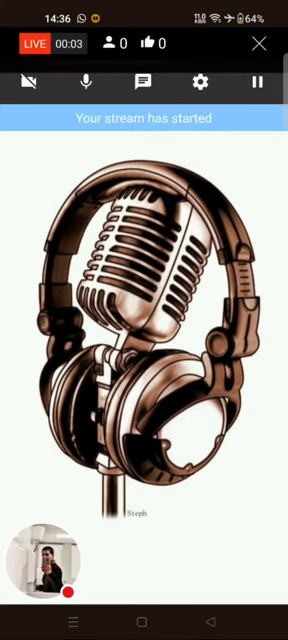 14:36
11.0
KB/S
64%
LIVE 00:03 0 0
Your stream has started
Steph